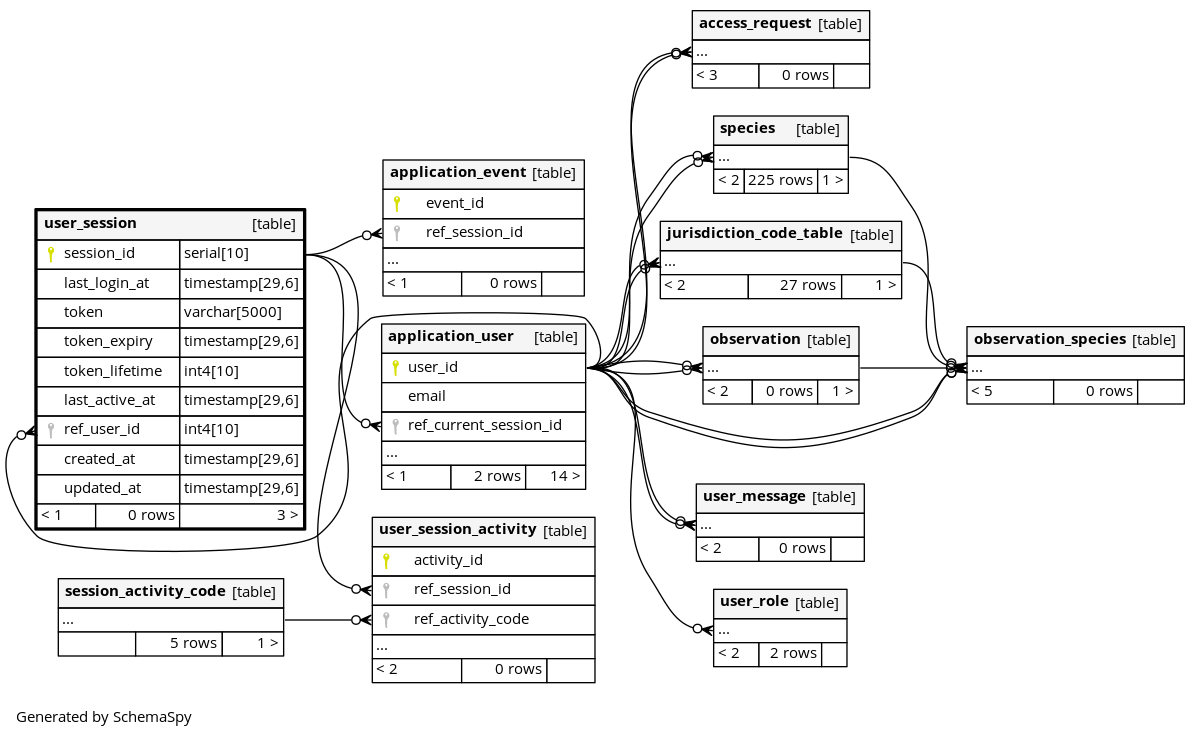 access_request [table]
...
< 3 0 rows
species [table]
...
< 2 225 rows 1 >
application_event [table]
event_id
ref_session_id
...
< 1 0 rows
user_session [table]
session_id serial[10]
last_login_at timestamp[29,6]
token varchar[5000]
token_expiry timestamp[29,6]
token_lifetime int4[10]
last_active_at timestamp[29,6]
ref_user_id int4[10]
created_at timestamp[29,6]
updated_at timestamp[29,6]
< 1 0 rows 3 >
jurisdiction_code_table [table]
...
< 2 27 rows 1 >
application_user [table]
user_id
email
ref_current_session_id
...
< 1 2 rows 14 >
observation [table]
...
< 2 0 rows 1 >
observation_species [table]
...
< 5 0 rows
user_message [table]
...
< 2 0 rows
user_session_activity [table]
activity_id
ref_session_id
ref_activity_code
...
< 2 0 rows
session_activity_code [table]
...
5 rows 1 >
user_role [table]
...
< 2 2 rows
Generated by SchemaSpy